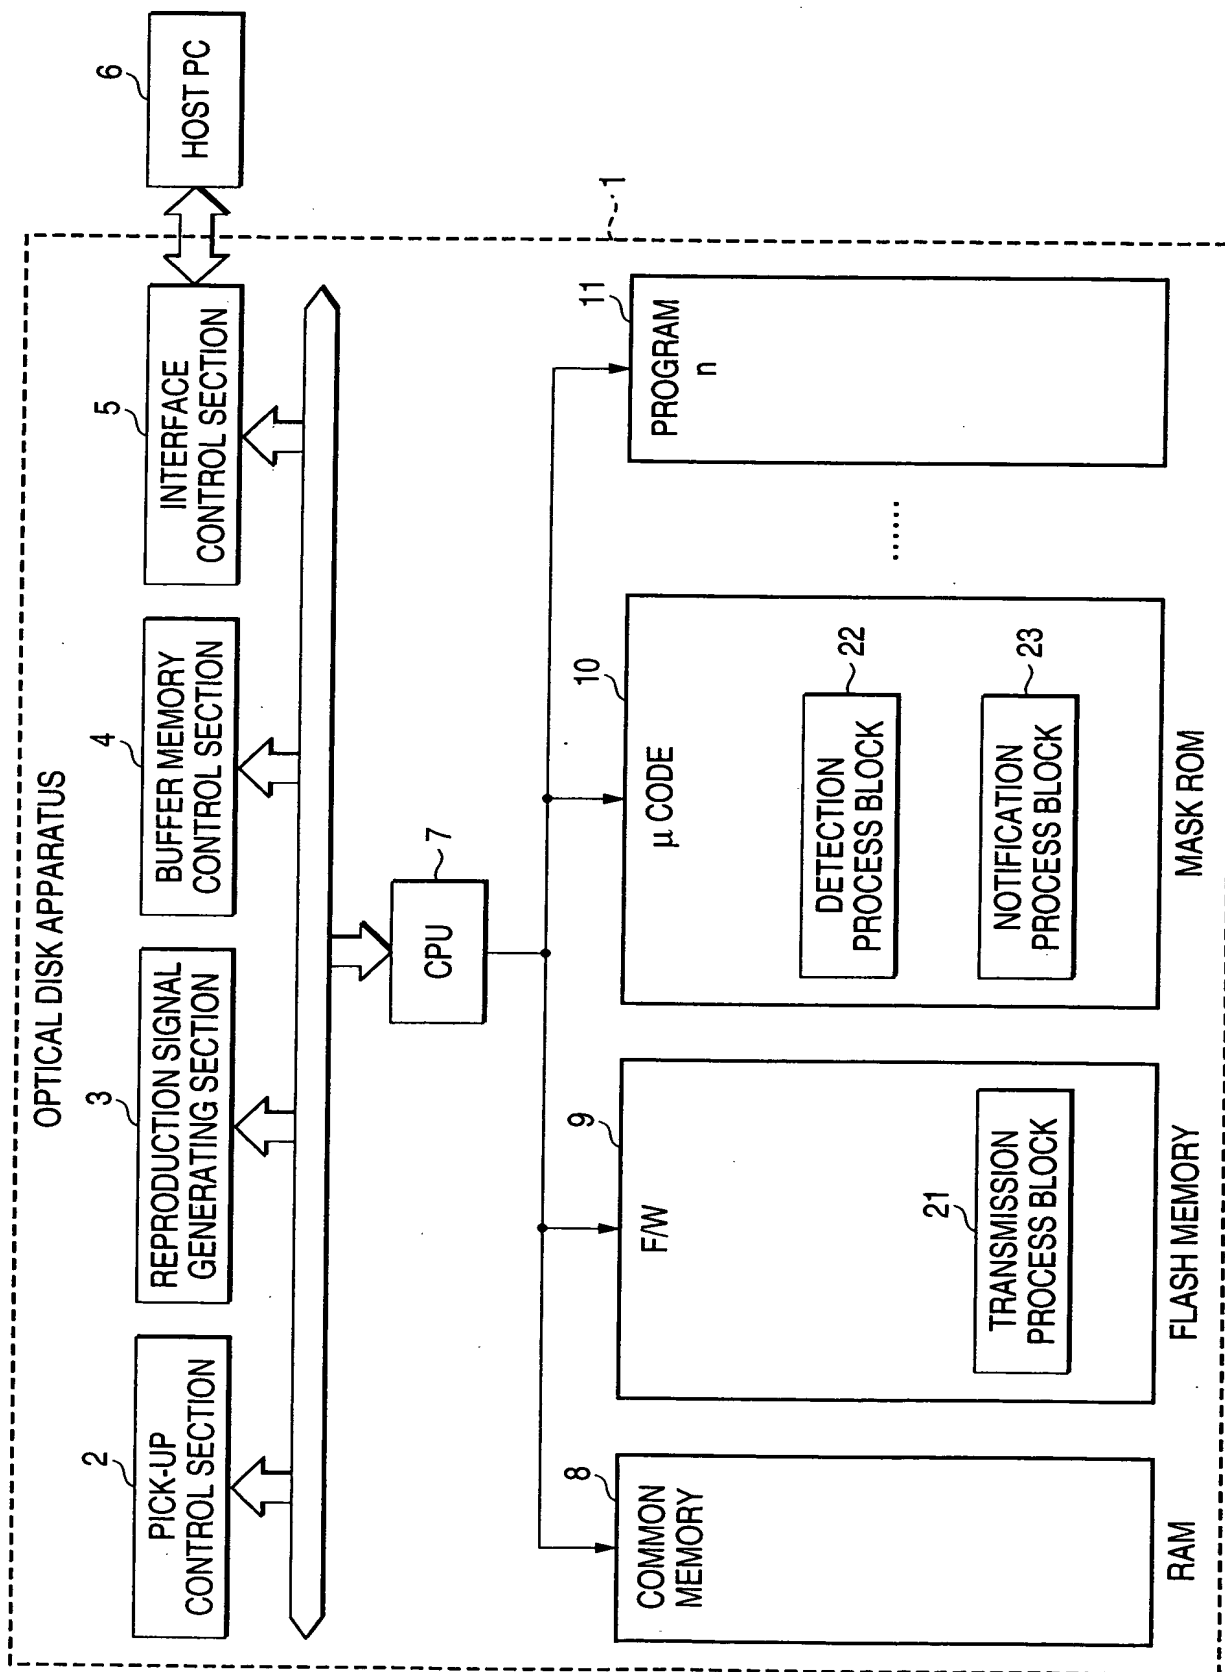 OPTICAL DISK APPARATUS
1
2
PICK-UP
CONTROL SECTION
3
REPRODUCTION SIGNAL
GENERATING SECTION
4
BUFFER MEMORY
CONTROL SECTION
5
INTERFACE
CONTROL SECTION
6
HOST PC
7
CPU
8
COMMON
MEMORY
RAM
9
F/W
21
TRANSMISSION
PROCESS BLOCK
FLASH MEMORY
10
μ CODE
22
DETECTION
PROCESS BLOCK
23
NOTIFICATION
PROCESS BLOCK
MASK ROM
......
11
PROGRAM
n